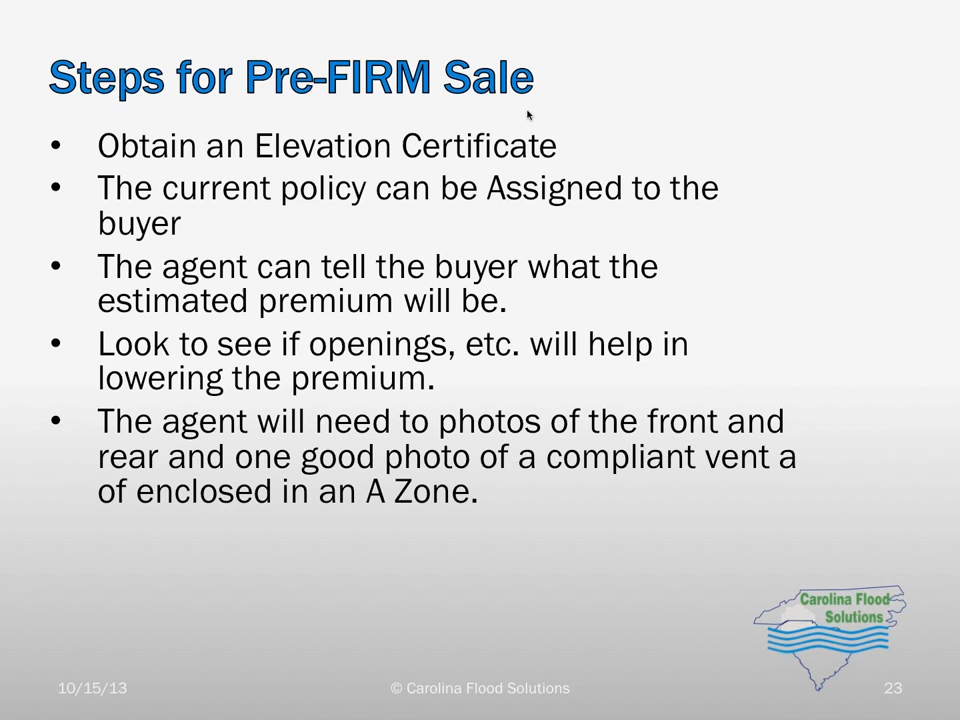 Steps for Pre-FIRM Sale
• Obtain an Elevation Certificate
• The current policy can be Assigned to the
buyer
• The agent can tell the buyer what the
estimated premium will be.
• Look to see if openings, etc. will help in
lowering the premium.
• The agent will need to photos of the front and
rear and one good photo of a compliant vent a
of enclosed in an A Zone.
Carolina Flood
Solutions
10/15/13 © Carolina Flood Solutions 23